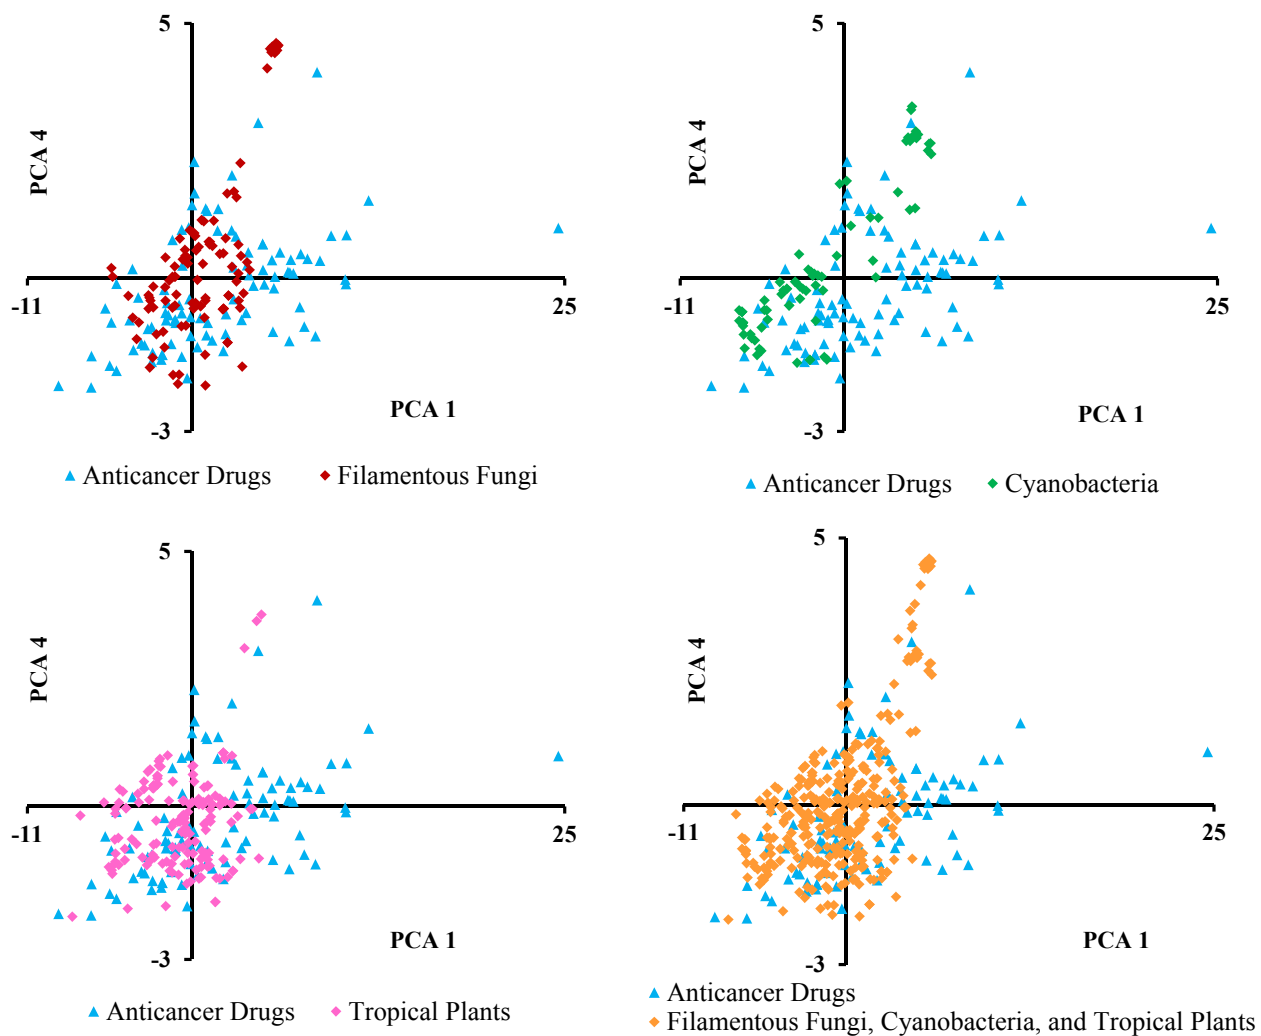 5
PCA 4
-11
25
PCA 1
-3
Anticancer Drugs Filamentous Fungi
5
PCA 4
-11
25
PCA 1
-3
Anticancer Drugs Cyanobacteria
5
PCA 4
-11
25
PCA 1
-3
Anticancer Drugs Tropical Plants
5
PCA 4
-11
25
PCA 1
-3
Anticancer Drugs
Filamentous Fungi, Cyanobacteria, and Tropical Plants